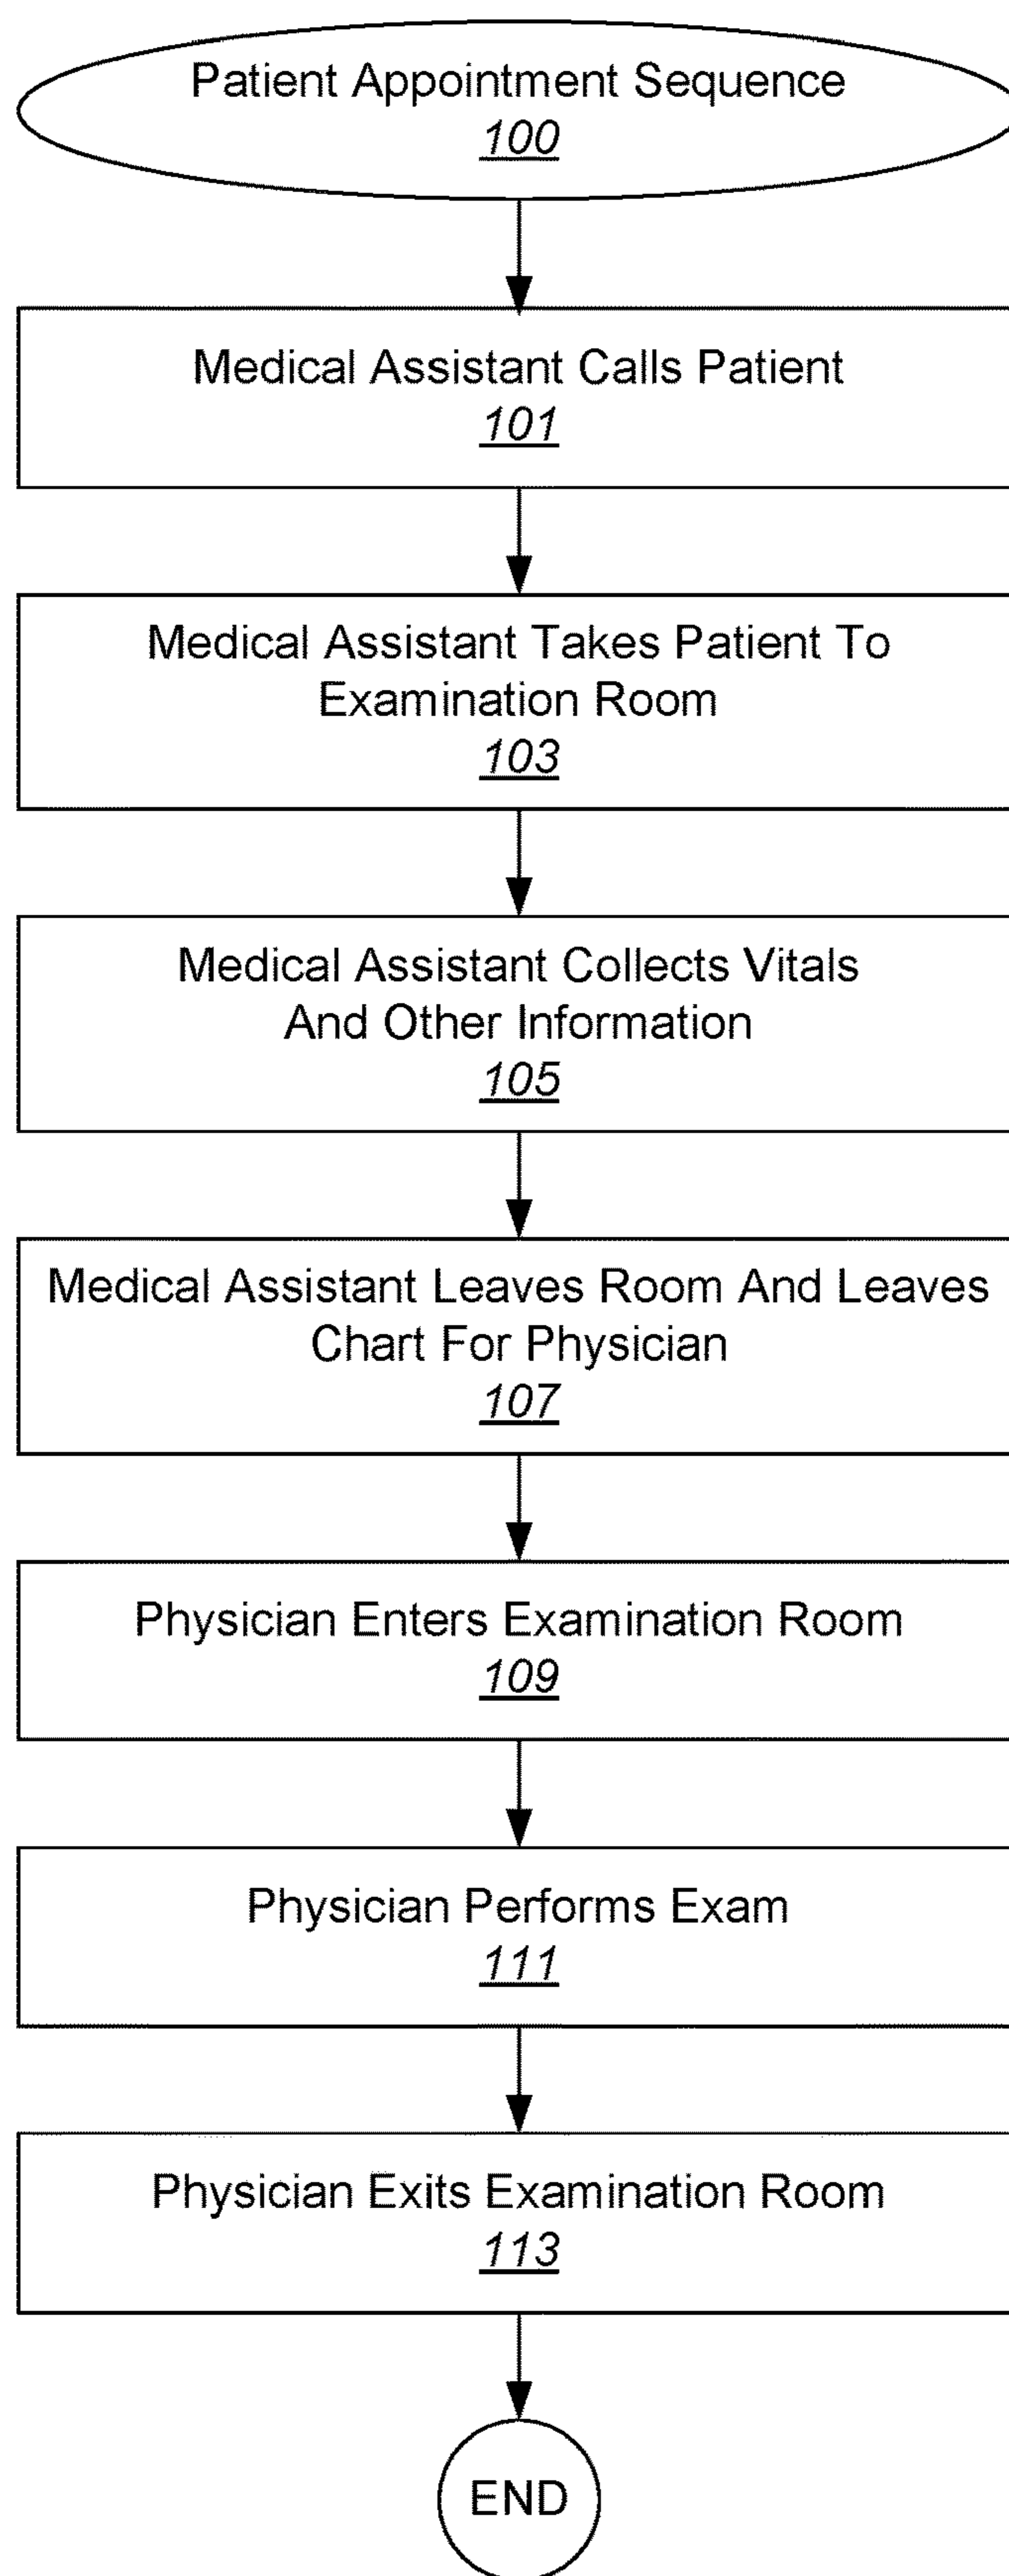 Patient Appointment Sequence
100
Medical Assistant Calls Patient
101
Medical Assistant Takes Patient To
Examination Room
103
Medical Assistant Collects Vitals
And Other Information
105
Medical Assistant Leaves Room And Leaves
Chart For Physician
107
Physician Enters Examination Room
109
Physician Performs Exam
111
Physician Exits Examination Room
113
END